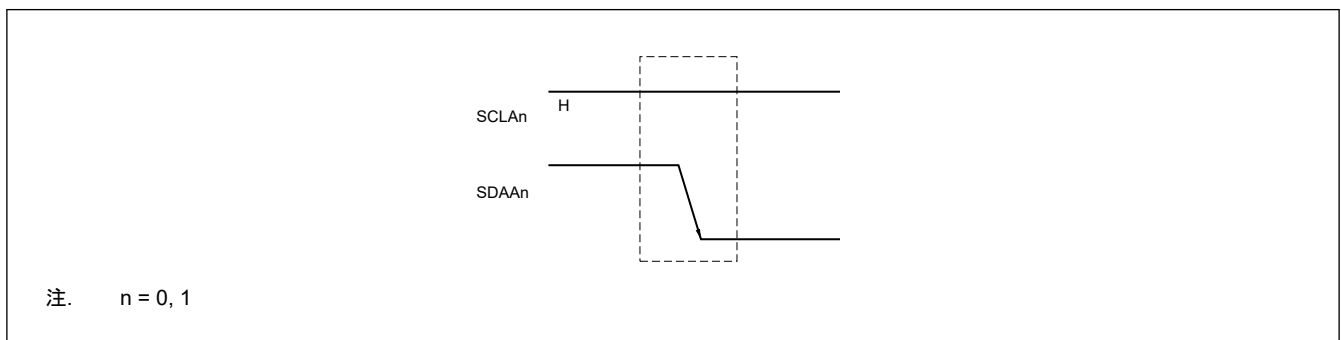 SCLAn
H
SDAAn
注. n = 0, 1